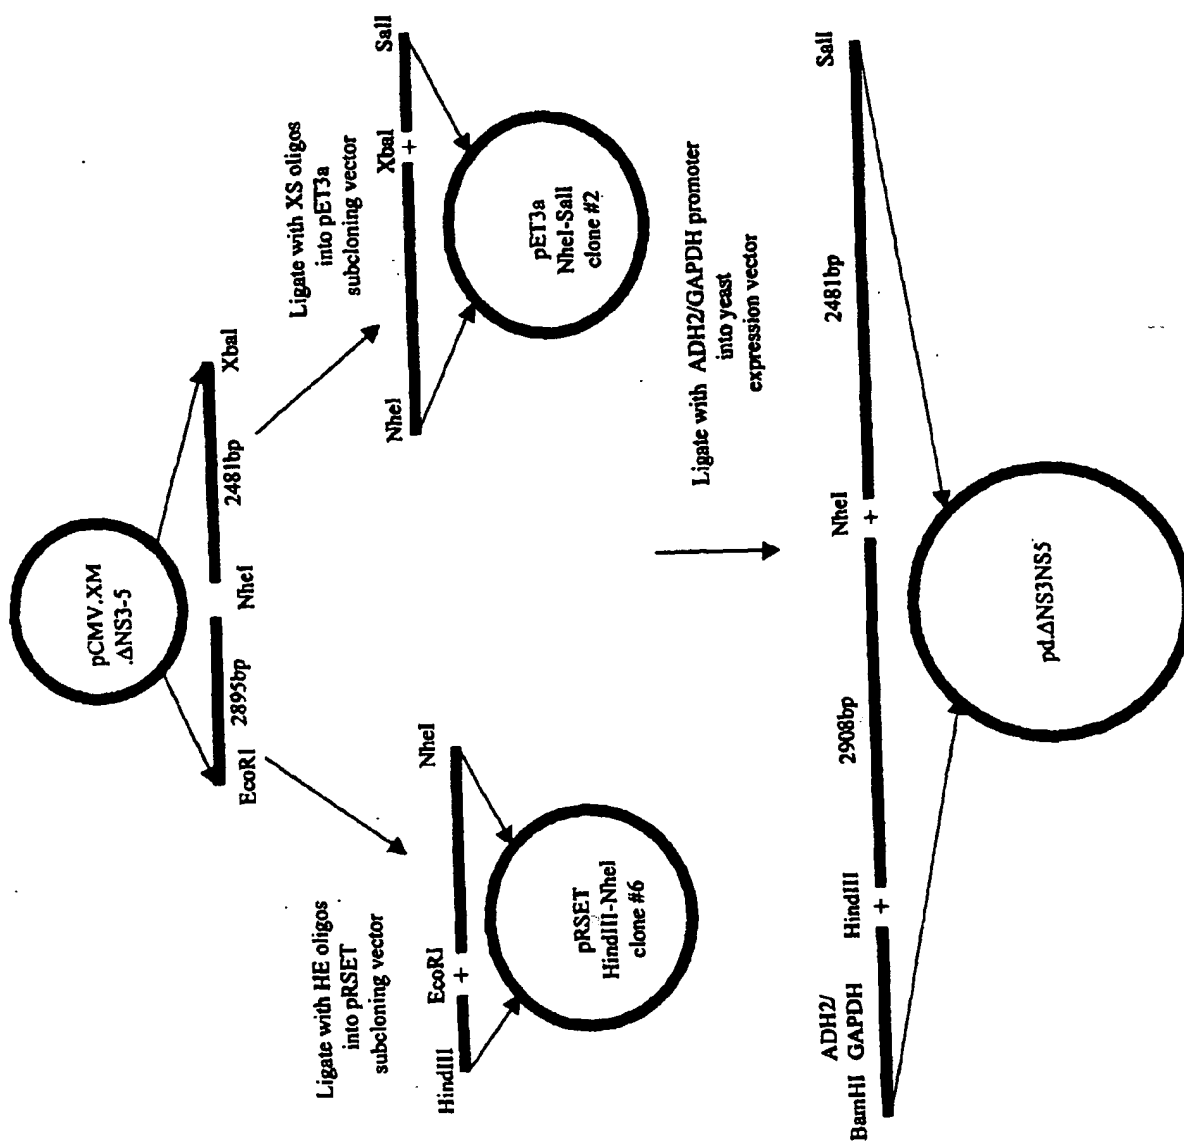 pCMV.XM
.ΔNS3-5
EcoRI
2895bp
NheI
2481bp
XbaI
Ligate with HE oligos
into pRSET
subcloning vector
Ligate with XS oligos
into pET3a
subcloning vector
HindIII
EcoRI
+
NheI
pRSET
HindIII-NheI
clone #6
NheI
XbaI
+
SalI
pET3a
NheI-SalI
clone #2
Ligate with ADH2/GAPDH promoter
into yeast
expression vector
BamHI
ADH2/
GAPDH
HindIII
+
2908bp
NheI
+
2481bp
SalI
pd.ΔNS3NS5